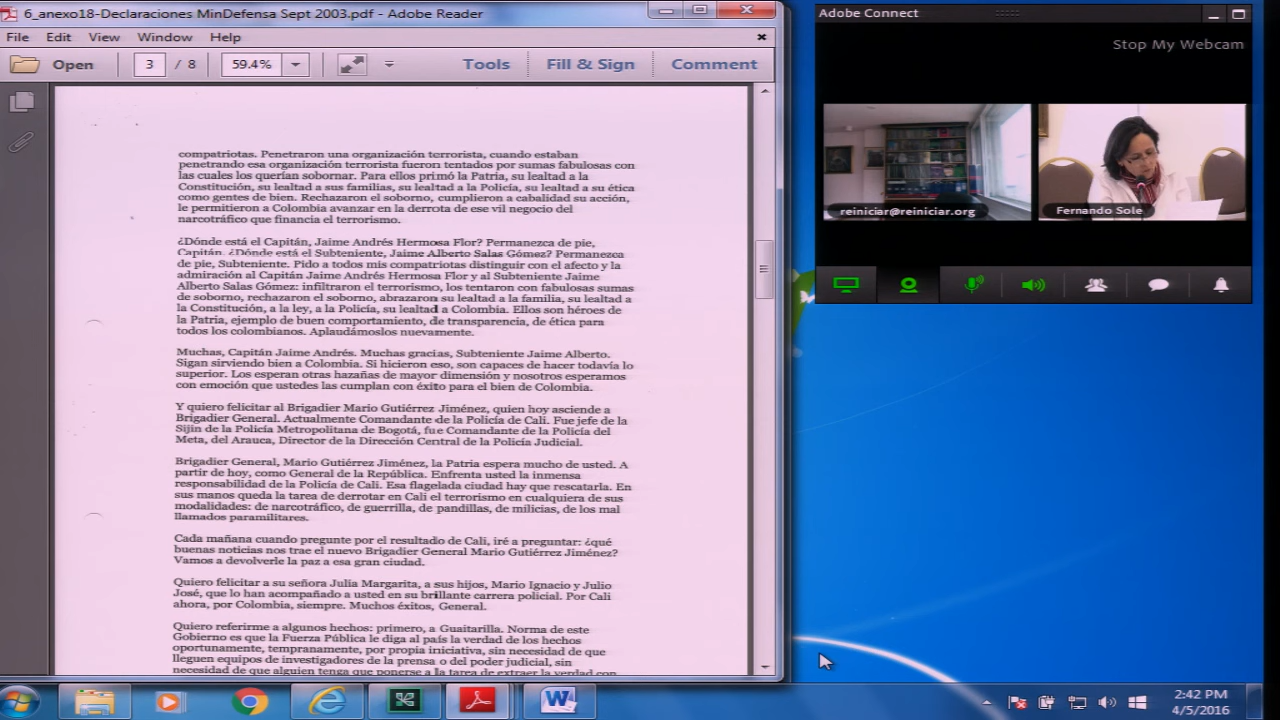 6_anexo18-Declaraciones MinDefensa Sept 2003.pdf - Adobe Reader
File Edit View Window Help
Open 3 / 8 59.4% Tools Fill & Sign Comment
compatriotas. Penetraron una organización terrorista, cuando estaban
penetrando esa organización terrorista fueron tentados por sumas fabulosas con
las cuales los querían sobornar. Para ellos primó la Patria, su lealtad a la
Constitución, su lealtad a sus familias, su lealtad a la Policía, su lealtad a su ética
como gentes de bien. Rechazaron el soborno, cumplieron a cabalidad su acción,
le permitieron a Colombia avanzar en la derrota de ese vil negocio del
narcotráfico que financia el terrorismo.
¿Dónde está el Capitán, Jaime Andrés Hermosa Flor? Permanezca de pie,
Capitán. ¿Dónde está el Subteniente, Jaime Alberto Salas Gómez? Permanezca
de pie, Subteniente. Pido a todos mis compatriotas distinguir con el afecto y la
admiración al Capitán Jaime Andrés Hermosa Flor y al Subteniente Jaime
Alberto Salas Gómez: infiltraron el terrorismo, los tentaron con fabulosas sumas
de soborno, rechazaron el soborno, abrazaron su lealtad a la familia, su lealtad a
la Constitución, a la ley, a la Policía, su lealtad a Colombia. Ellos son héroes de
la Patria, ejemplo de buen comportamiento, de transparencia, de ética para
todos los colombianos. Aplaudámoslos nuevamente.
Muchas, Capitán Jaime Andrés. Muchas gracias, Subteniente Jaime Alberto.
Sigan sirviendo bien a Colombia. Si hicieron eso, son capaces de hacer todavía lo
superior. Los esperan otras hazañas de mayor dimensión y nosotros esperamos
con emoción que ustedes las cumplan con éxito para el bien de Colombia.
Y quiero felicitar al Brigadier Mario Gutiérrez Jiménez, quien hoy asciende a
Brigadier General. Actualmente Comandante de la Policía de Cali. Fue jefe de la
Sijin de la Policía Metropolitana de Bogotá, fue Comandante de la Policía del
Meta, del Arauca, Director de la Dirección Central de la Policía Judicial.
Brigadier General, Mario Gutiérrez Jiménez, la Patria espera mucho de usted. A
partir de hoy, como General de la República. Enfrenta usted la inmensa
responsabilidad de la Policía de Cali. Esa flagelada ciudad hay que rescatarla. En
sus manos queda la tarea de derrotar en Cali el terrorismo en cualquiera de sus
modalidades: de narcotráfico, de guerrilla, de pandillas, de milicias, de los mal
llamados paramilitares.
Cada mañana cuando pregunte por el resultado de Cali, iré a preguntar: ¿qué
buenas noticias nos trae el nuevo Brigadier General Mario Gutiérrez Jiménez?
Vamos a devolverle la paz a esa gran ciudad.
Quiero felicitar a su señora Julia Margarita, a sus hijos, Mario Ignacio y Julio
José, que lo han acompañado a usted en su brillante carrera policial. Por Cali
ahora, por Colombia, siempre. Muchos éxitos, General.
Quiero referirme a algunos hechos: primero, a Guaitarilla. Norma de este
Gobierno es que la Fuerza Pública le diga al país la verdad de los hechos
oportunamente, tempranamente, por propia iniciativa, sin necesidad de que
lleguen equipos de investigadores de la prensa o del poder judicial, sin
necesidad de que alguien tenga que ponerse a la tarea de extraer la verdad con
Adobe Connect
Stop My Webcam
reiniciar@reiniciar.org
Fernando Sole
2:42 PM
4/5/2016